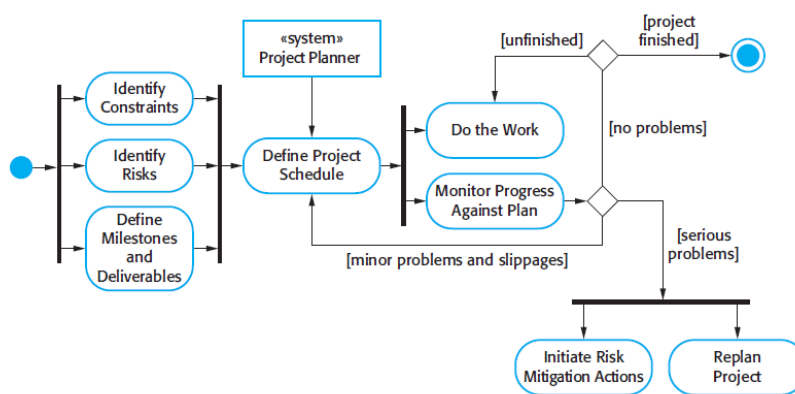 «system»
Project Planner
[unfinished]
[project
finished]
Identify
Constraints
Do the Work
[no problems]
Identify
Risks
Define Project
Schedule
Monitor Progress
Against Plan
Define
Milestones
and
Deliverables
[minor problems and slippages]
[serious
problems]
Initiate Risk
Mitigation Actions
Replan
Project